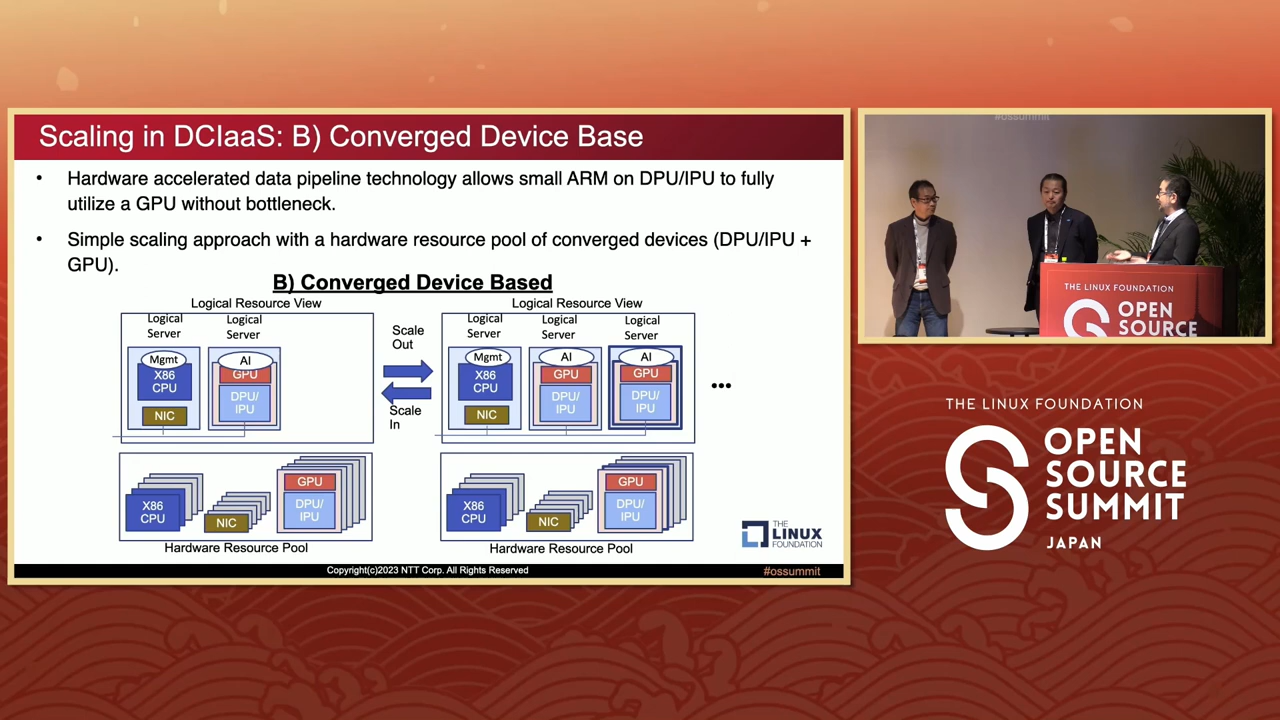 Scaling in DCIaaS: B) Converged Device Base
• Hardware accelerated data pipeline technology allows small ARM on DPU/IPU to fully
utilize a GPU without bottleneck.
• Simple scaling approach with a hardware resource pool of converged devices (DPU/IPU +
GPU).
B) Converged Device Based
Logical Resource View
Logical
Server
Logical
Server
Mgmt
X86
CPU
NIC
AI
GPU
DPU/
IPU
Scale
Out
Scale
In
Logical Resource View
Logical
Server
Logical
Server
Logical
Server
Mgmt
X86
CPU
NIC
AI
GPU
DPU/
IPU
AI
GPU
DPU/
IPU
...
X86
CPU
NIC
GPU
DPU/
IPU
Hardware Resource Pool
X86
CPU
NIC
GPU
DPU/
IPU
Hardware Resource Pool
THE
LINUX
FOUNDATION
Copyright(c)2023 NTT Corp. All Rights Reserved
#ossummit
#ossummit
THE LINUX FOUNDATION
OPEN
SOURCE
THE LINUX FOUNDATION
OPEN
SOURCE
SUMMIT
JAPAN